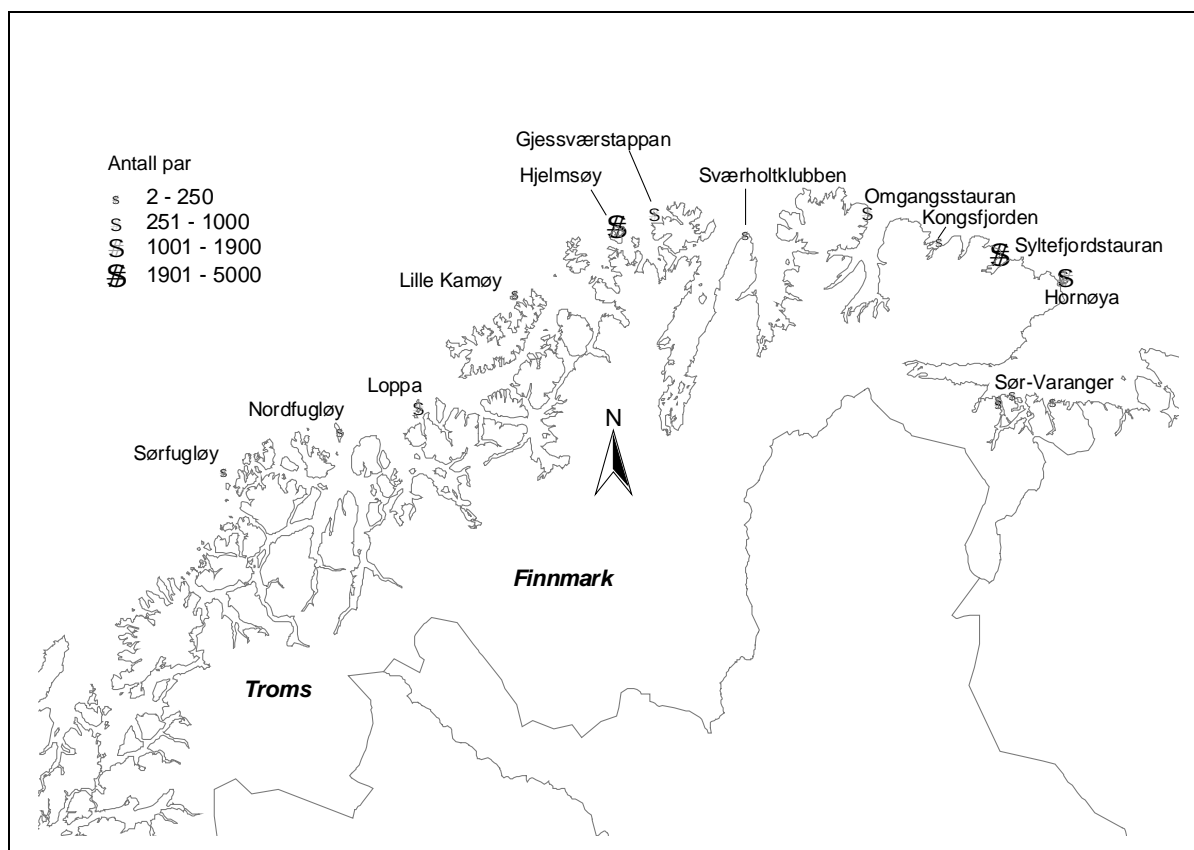 Gjessværstappan
Antall par
Hjelmsøy
Sværholtklubben
s 2 - 250
Omgangsstauran
s 251 - 1000
Kongsfjorden
s 1001 - 1900
Syltefjordstauran
s 1901 - 5000
Lille Kamøy
Hornøya
Loppa
Sør-Varanger
Nordfugløy
N
Sørfugløy
Finnmark
Troms